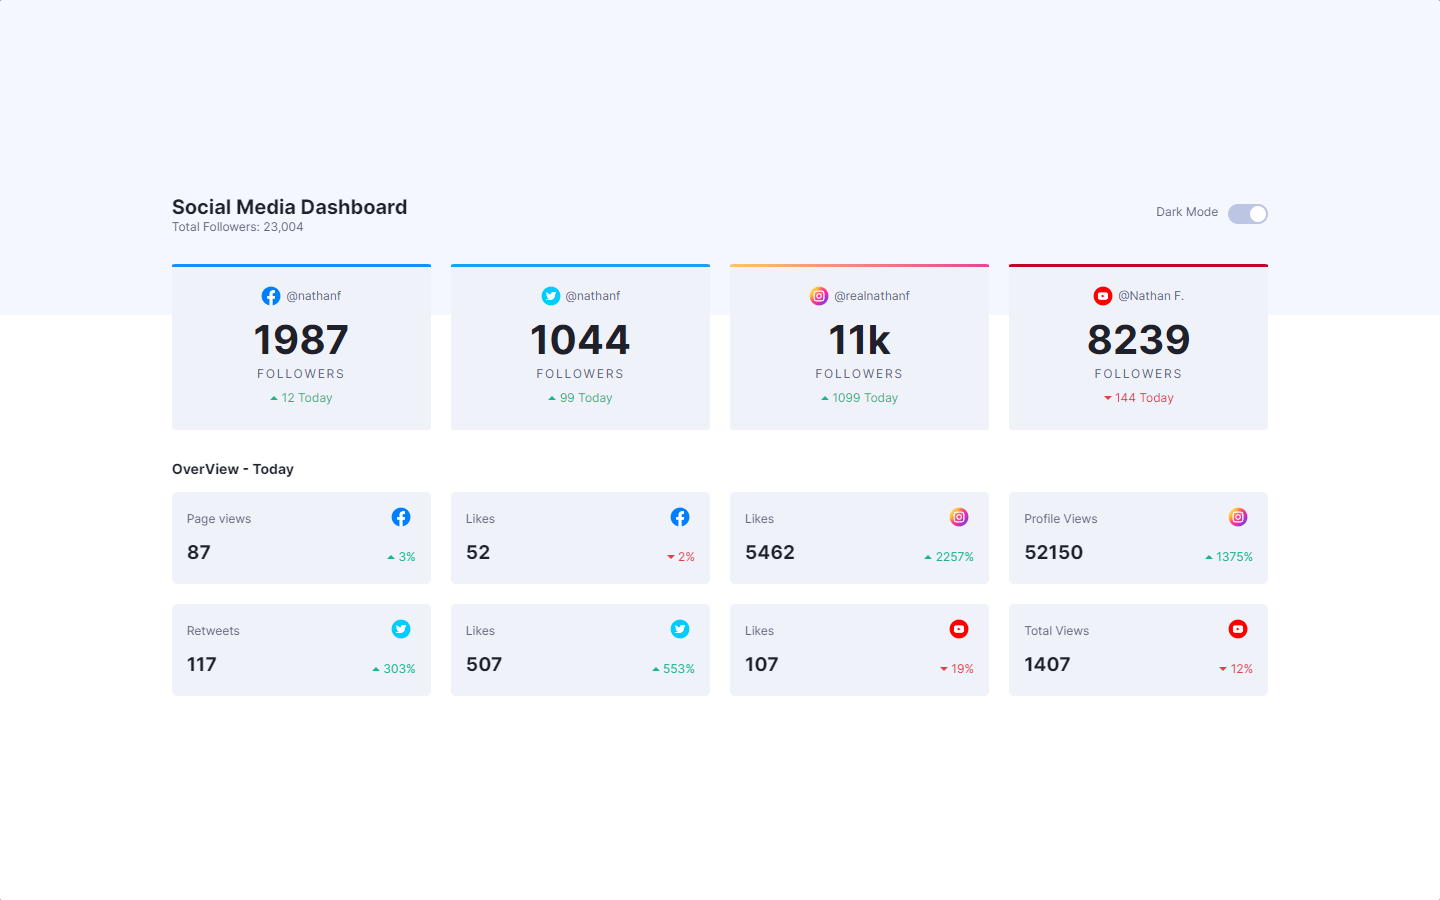 Social Media Dashboard
Total Followers: 23,004
Dark Mode
@nathanf
1987
FOLLOWERS
12 Today
@nathanf
1044
FOLLOWERS
99 Today
@realnathanf
11k
FOLLOWERS
1099 Today
@Nathan F.
8239
FOLLOWERS
144 Today
OverView - Today
Page views
87
3%
Likes
52
2%
Likes
5462
2257%
Profile Views
52150
1375%
Retweets
117
303%
Likes
507
553%
Likes
107
19%
Total Views
1407
12%